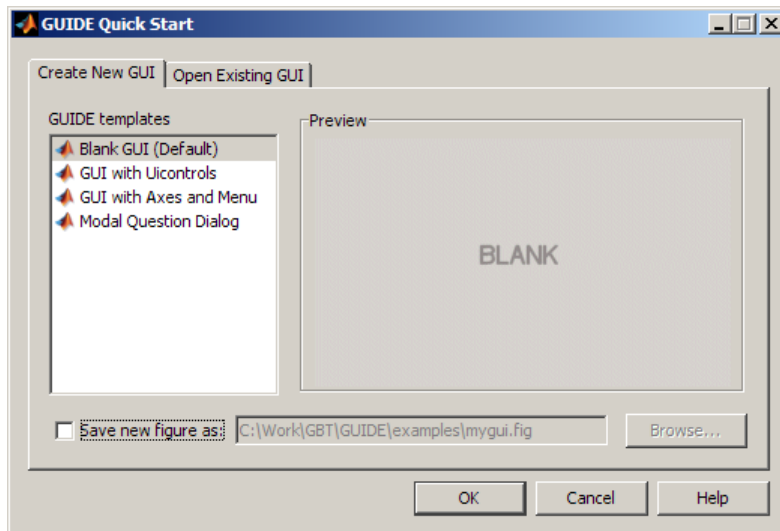 GUIDE Quick Start
Create New GUI Open Existing GUI
GUIDE templates
Preview
Blank GUI (Default)
GUI with Uicontrols
GUI with Axes and Menu
Modal Question Dialog
BLANK
Save new figure as: C:\Work\GBT\GUIDE\examples\mygui.fig Browse...
OK Cancel Help